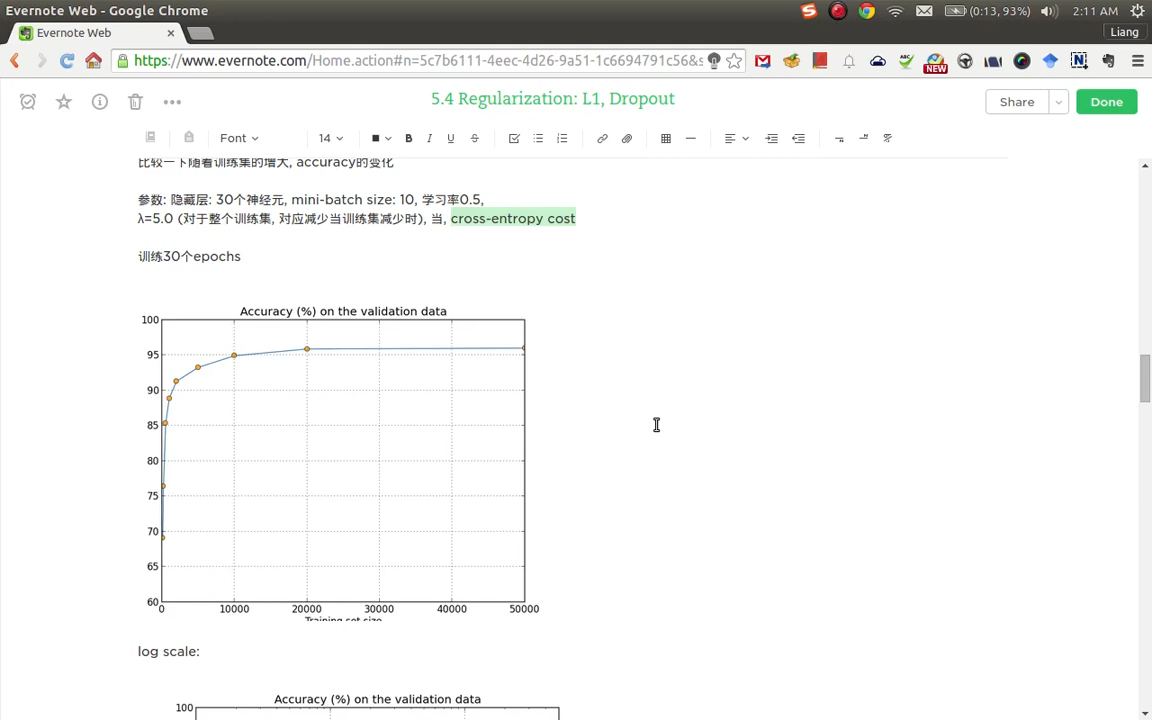 Evernote Web - Google Chrome
(0:13, 93%)
2:11 AM
Evernote Web
Liang
https://www.evernote.com/Home.action#n=5c7b6111-4eec-4d26-9a51-1c6694791c56&s
NEW
5.4 Regularization: L1, Dropout
Share
Done
Font
14
B
I
U
比较一下随着训练集的增大, accuracy的变化
参数: 隐藏层: 30个神经元, mini-batch size: 10, 学习率0.5,
λ=5.0 (对于整个训练集, 对应减少当训练集减少时), 当, cross-entropy cost
训练30个epochs
Accuracy (%) on the validation data
100
95
90
85
80
75
70
65
60
0 10000 20000 30000 40000 50000
Training set size
log scale:
Accuracy (%) on the validation data
100